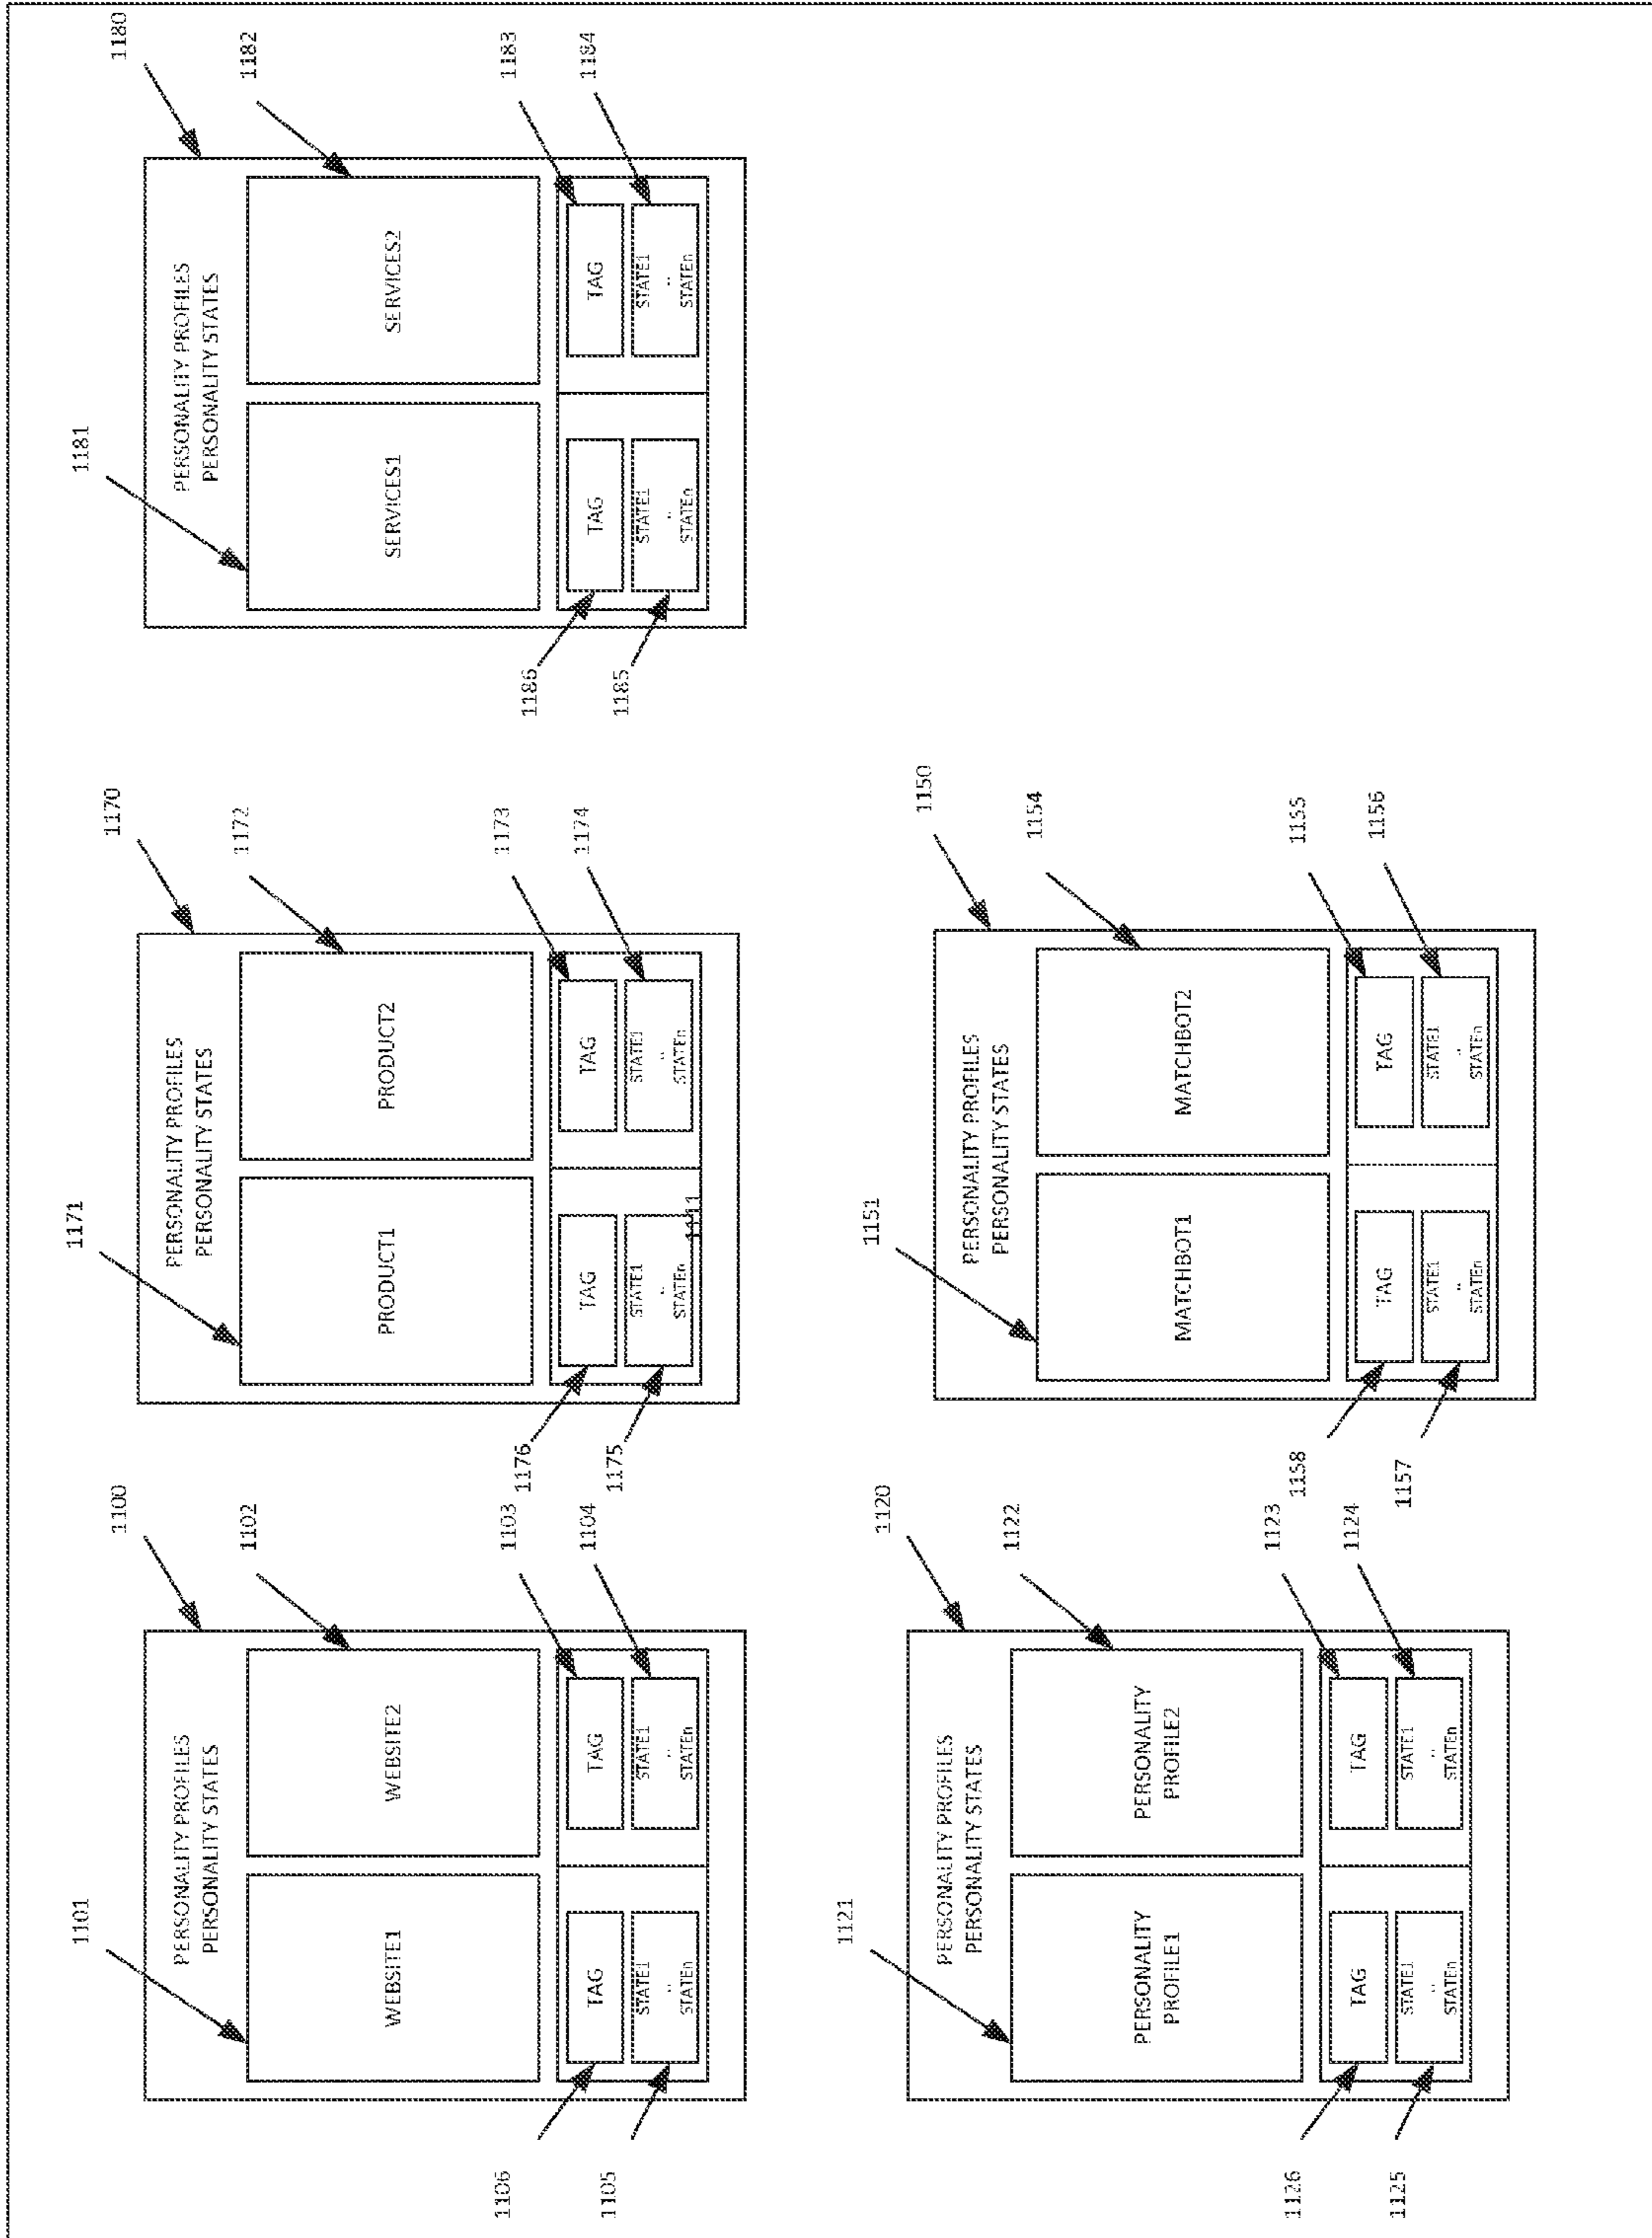 1100
1101
1102
PERSONALITY PROFILES
PERSONALITY STATES
WEBSITE1
WEBSITE2
1103
1104
TAG
STATE1
..
STATEn
TAG
STATE1
..
STATEn
1106
1105
1170
1171
1172
PERSONALITY PROFILES
PERSONALITY STATES
PRODUCT1
PRODUCT2
1173
1174
TAG
STATE1
..
STATEn
1111
TAG
STATE1
..
STATEn
1176
1175
1180
1181
1182
PERSONALITY PROFILES
PERSONALITY STATES
SERVICES1
SERVICES2
1183
1184
TAG
STATE1
..
STATEn
TAG
STATE1
..
STATEn
1186
1185
1120
1121
1122
PERSONALITY PROFILES
PERSONALITY STATES
PERSONALITY
PROFILE1
PERSONALITY
PROFILE2
1123
1124
TAG
STATE1
..
STATEn
TAG
STATE1
..
STATEn
1126
1125
1150
1151
1154
PERSONALITY PROFILES
PERSONALITY STATES
MATCHBOT1
MATCHBOT2
1155
1156
TAG
STATE1
..
STATEn
TAG
STATE1
..
STATEn
1158
1157